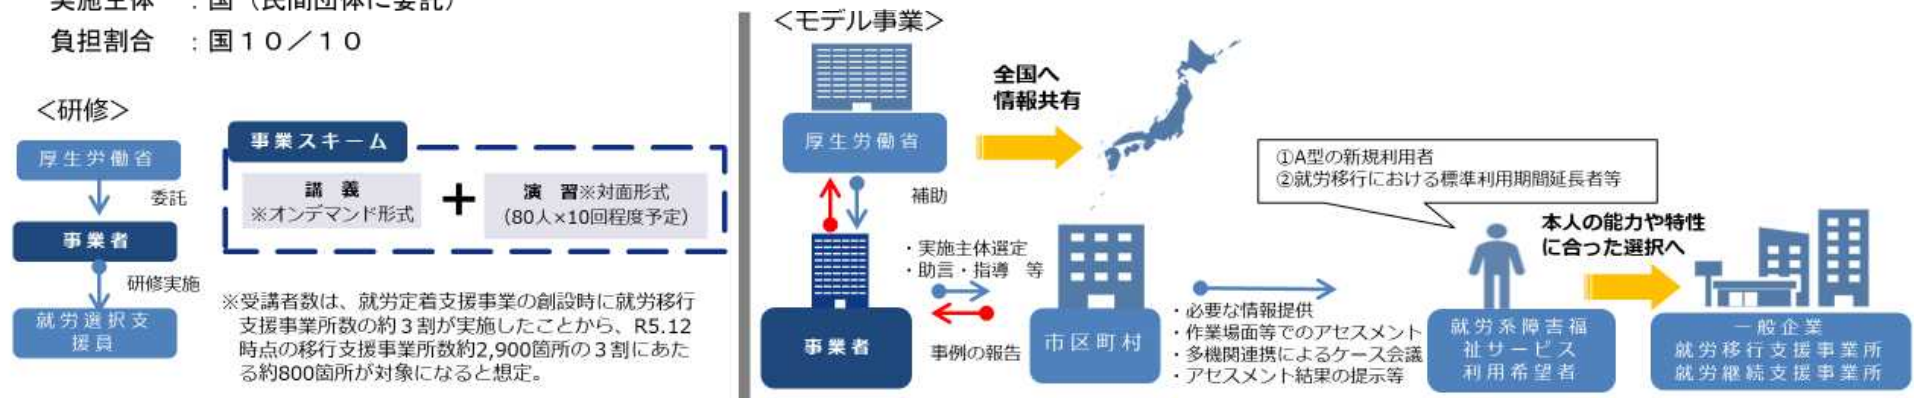 実施主体 ：国（民間団体に委託）
負担割合 ：国１０／１０
＜研修＞
厚生労働省
委託
事業者
研修実施
就労選択支
援員
事業スキーム
講 義
※オンデマンド形式
＋
演 習※対面形式
（80人×10回程度予定）
※受講者数は、就労定着支援事業の創設時に就労移行
支援事業所数の約３割が実施したことから、R5.12
時点の移行支援事業所数約2,900箇所の３割にあた
る約800箇所が対象になると想定。
＜モデル事業＞
厚生労働省
全国へ
情報共有
補助
事業者
・実施主体選定
・助言・指導 等
事例の報告
市区町村
・必要な情報提供
・作業場面等でのアセスメント
・多機関連携によるケース会議
・アセスメント結果の提示等
①A型の新規利用者
②就労移行における標準利用期間延長者等
就労系障害福
祉サービス
利用希望者
本人の能力や特性
に合った選択へ
一般企業
就労移行支援事業所
就労継続支援事業所